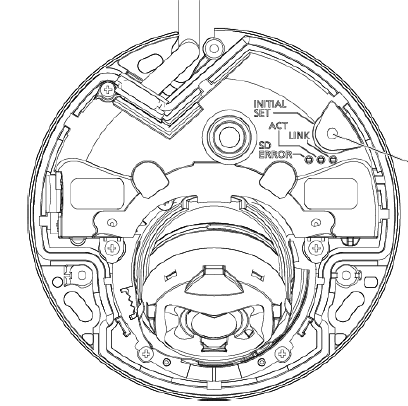 INITIAL
SET
ACT
LINK
SD
ERROR